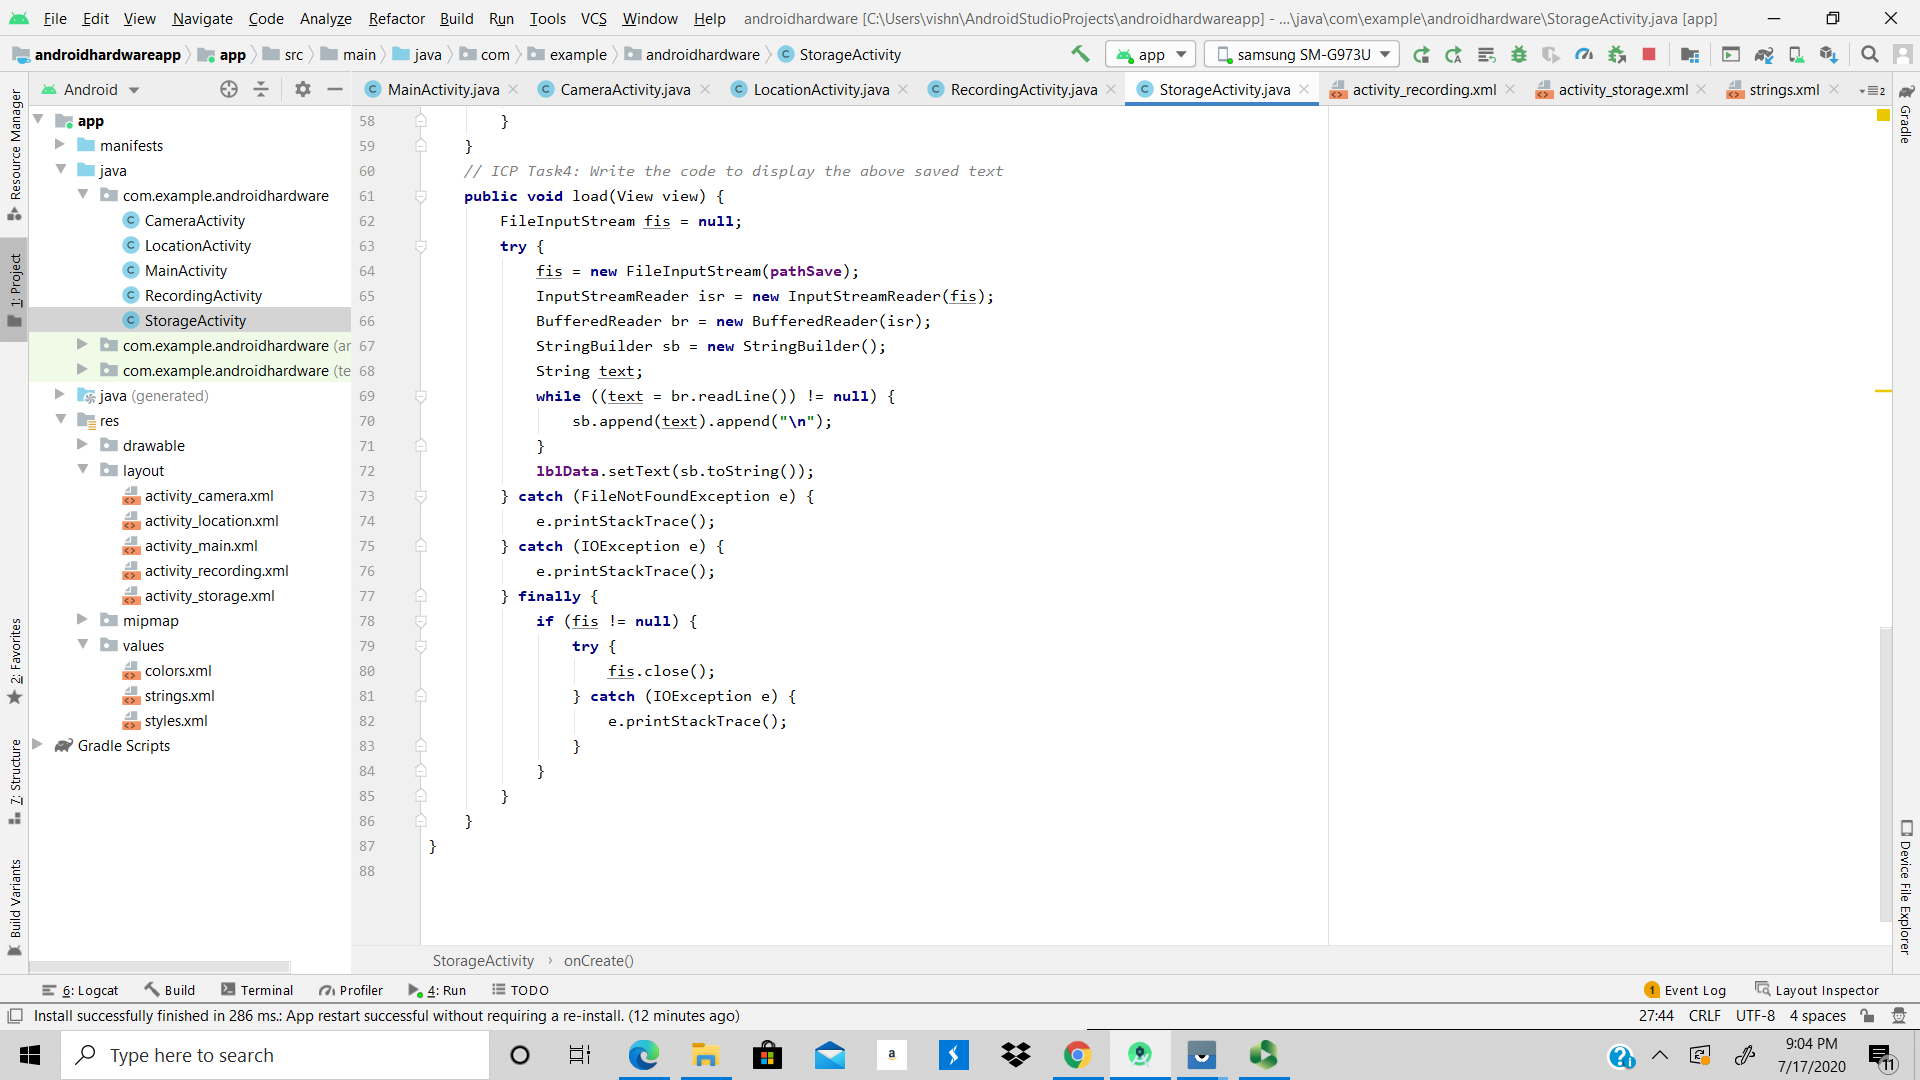 File Edit View Navigate Code Analyze Refactor Build Run Tools VCS Window Help androidhardware [C:\Users\vishn\AndroidStudioProjects\androidhardwareapp] - ...\java\com\example\androidhardware\StorageActivity.java [app]
androidhardwareapp app src main java com example androidhardware StorageActivity app samsung SM-G973U
Android MainActivity.java CameraActivity.java LocationActivity.java RecordingActivity.java StorageActivity.java activity_recording.xml activity_storage.xml strings.xml 2
Resource Manager
1: Project
2: Favorites
7: Structure
Build Variants
app
manifests
java
com.example.androidhardware
CameraActivity
LocationActivity
MainActivity
RecordingActivity
StorageActivity
com.example.androidhardware (ar
com.example.androidhardware (te
java (generated)
res
drawable
layout
activity_camera.xml
activity_location.xml
activity_main.xml
activity_recording.xml
activity_storage.xml
mipmap
values
colors.xml
strings.xml
styles.xml
Gradle Scripts
58 }
59 }
60 // ICP Task4: Write the code to display the above saved text
61 public void load(View view) {
62 FileInputStream fis = null;
63 try {
64 fis = new FileInputStream(pathSave);
65 InputStreamReader isr = new InputStreamReader(fis);
66 BufferedReader br = new BufferedReader(isr);
67 StringBuilder sb = new StringBuilder();
68 String text;
69 while ((text = br.readLine()) != null) {
70 sb.append(text).append("\n");
71 }
72 lblData.setText(sb.toString());
73 } catch (FileNotFoundException e) {
74 e.printStackTrace();
75 } catch (IOException e) {
76 e.printStackTrace();
77 } finally {
78 if (fis != null) {
79 try {
80 fis.close();
81 } catch (IOException e) {
82 e.printStackTrace();
83 }
84 }
85 }
86 }
87 }
88
Gradle
Device File Explorer
StorageActivity › onCreate()
6: Logcat Build Terminal Profiler 4: Run TODO 1 Event Log Layout Inspector
Install successfully finished in 286 ms.: App restart successful without requiring a re-install. (12 minutes ago) 27:44 CRLF UTF-8 4 spaces
Type here to search a 9:04 PM
7/17/2020 11